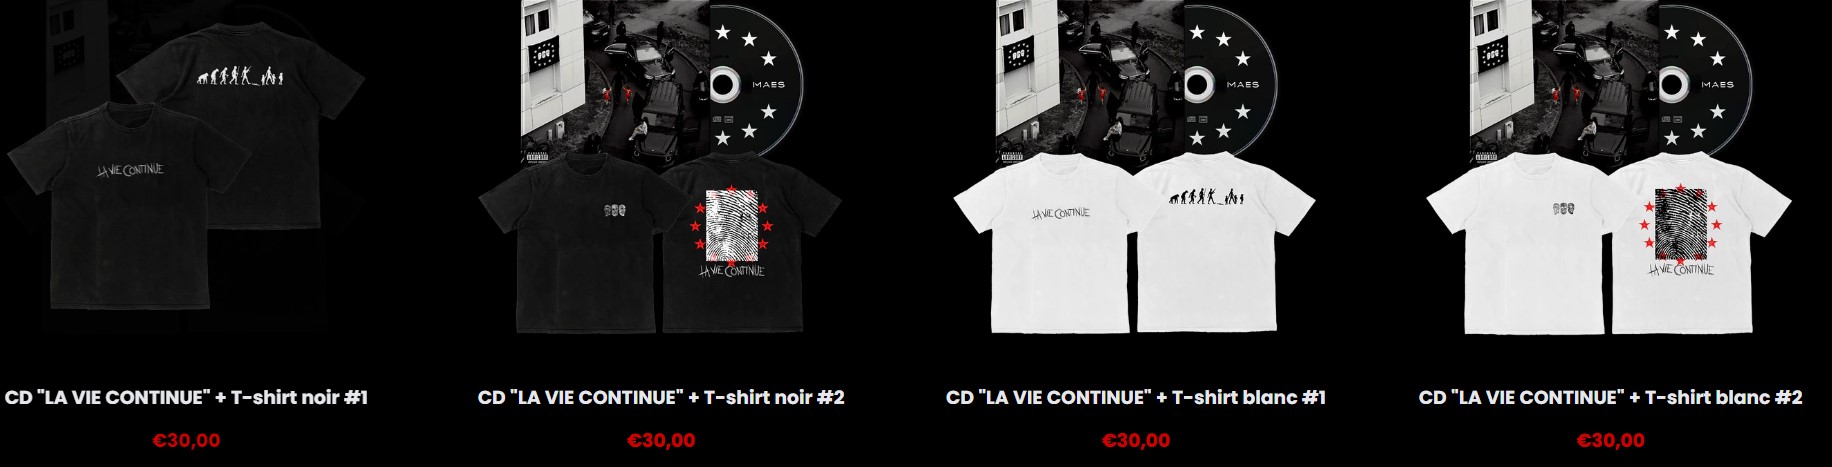 LA VIE CONTINUE
MAES
LA VIE CONTINUE
MAES
LA VIE CONTINUE
MAES
LA VIE CONTINUE
CD "LA VIE CONTINUE" + T-shirt noir #1
CD "LA VIE CONTINUE" + T-shirt noir #2
CD "LA VIE CONTINUE" + T-shirt blanc #1
CD "LA VIE CONTINUE" + T-shirt blanc #2
€30,00
€30,00
€30,00
€30,00